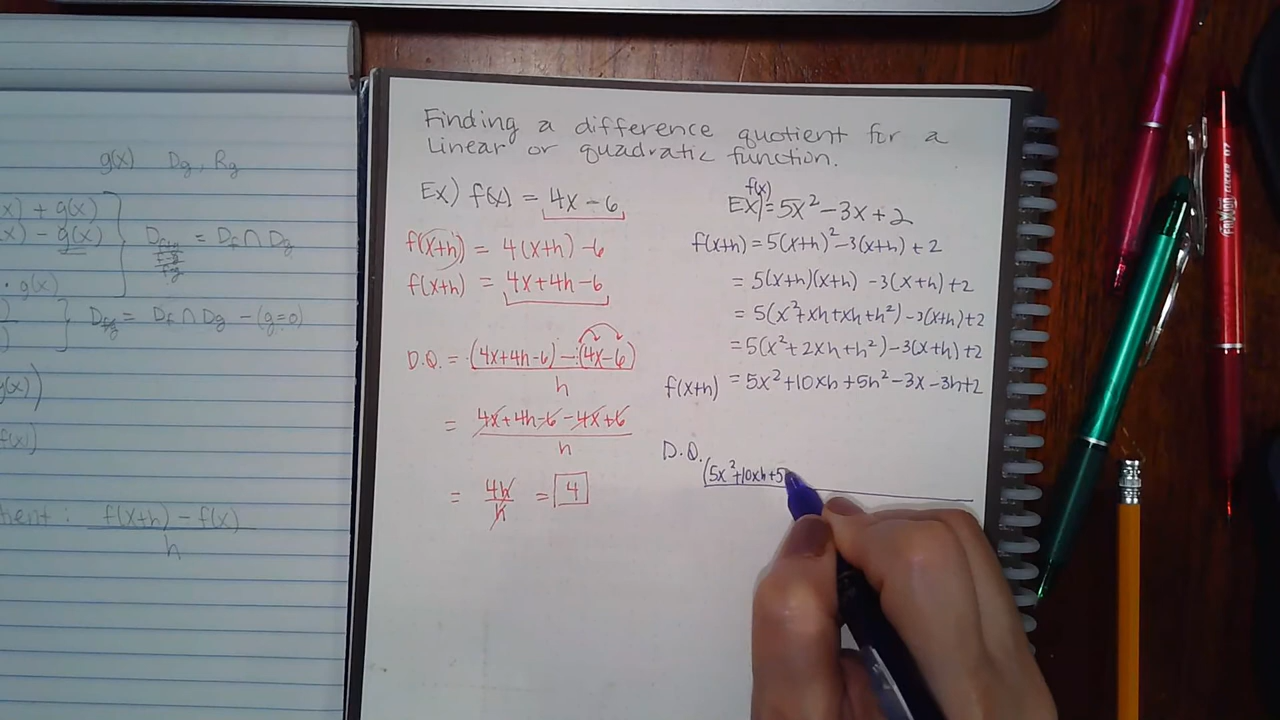 g(x) Dg, Rg
x) + g(x)
x) - g(x)
D = Df ∩ Dg
· g(x)
D f/g = Df ∩ Dg - (g=0)
g(x))
f(x)
ient : f(x+h) - f(x)
h
Finding a difference quotient for a
linear or quadratic function.
Ex) f(x) = 4x - 6
f(x+h) = 4(x+h) - 6
f(x+h) = 4x+4h-6
D.Q. = (4x+4h-6) - (4x-6)
h
= 4x+4h-6-4x+6
h
= 4h
h
= 4
f(x)
Ex) = 5x² - 3x + 2
f(x+h) = 5(x+h)² - 3(x+h) + 2
= 5(x+h)(x+h) - 3(x+h) + 2
= 5(x²+xh+xh+h²) - 3(x+h) + 2
= 5(x²+2xh+h²) - 3(x+h) + 2
f(x+h) = 5x²+10xh+5h²-3x-3h+2
D.Q.
(5x²+10xh+5